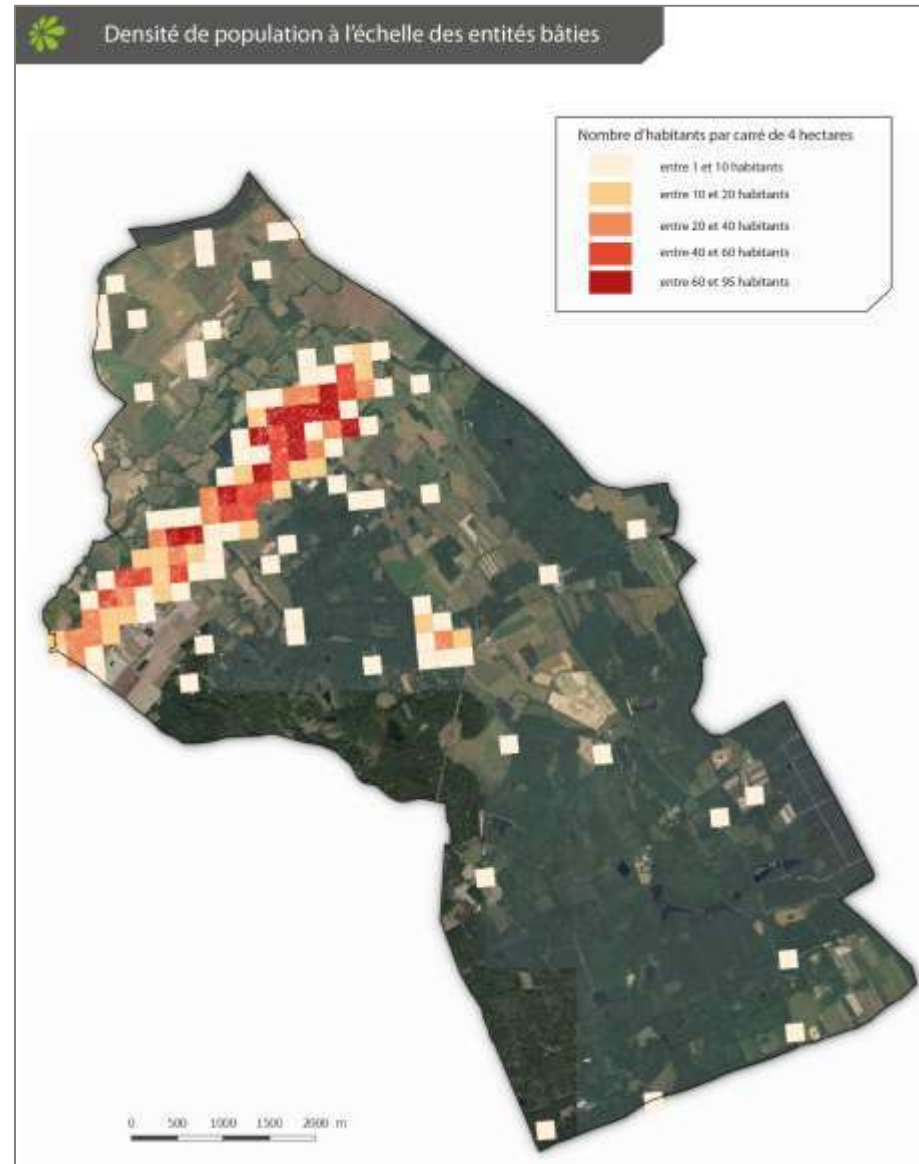 Densité de population à l'échelle des entités bâties
Nombre d'habitants par carré de 4 hectares
entre 1 et 10 habitants
entre 10 et 20 habitants
entre 20 et 40 habitants
entre 40 et 60 habitants
entre 60 et 95 habitants
0 500 1000 1500 2000 m